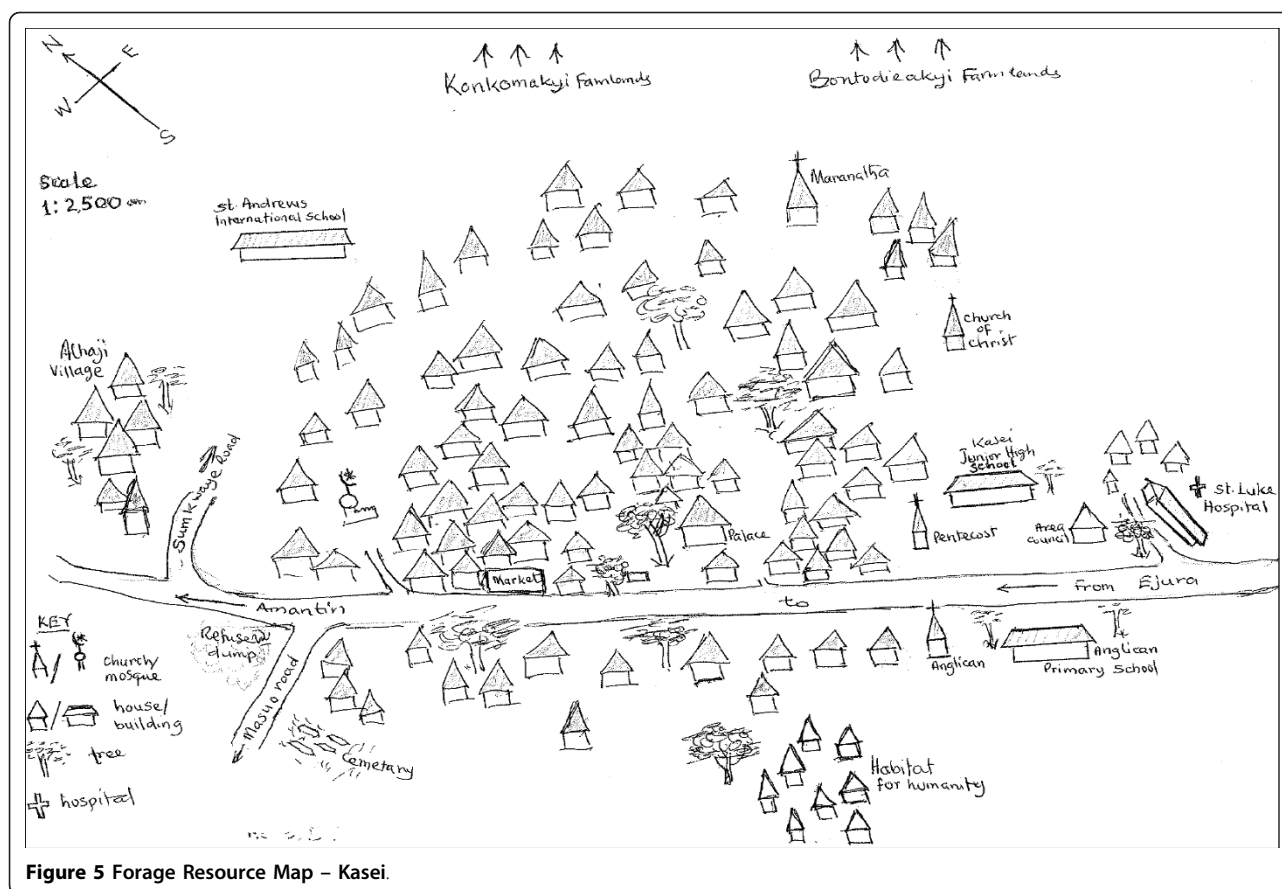 N
E
W
S
Scale
1: 2,500 cm
Konkomakyi Farmlands
Bontodieakyi Farmlands
St. Andrews
International School
Maranatha
Church
of
Christ
Alhaji
Village
Sumkwaye Road
Kasei
Junior High
School
St. Luke
Hospital
Palace
Pentecost
Area
council
Market
Amantin
to
From Ejura
KEY
church/
mosque
house/
building
tree
hospital
Refuse
dump
Masuo road
Cemetary
Anglican
Anglican
Primary School
Habitat
for humanity
Figure 5 Forage Resource Map – Kasei.